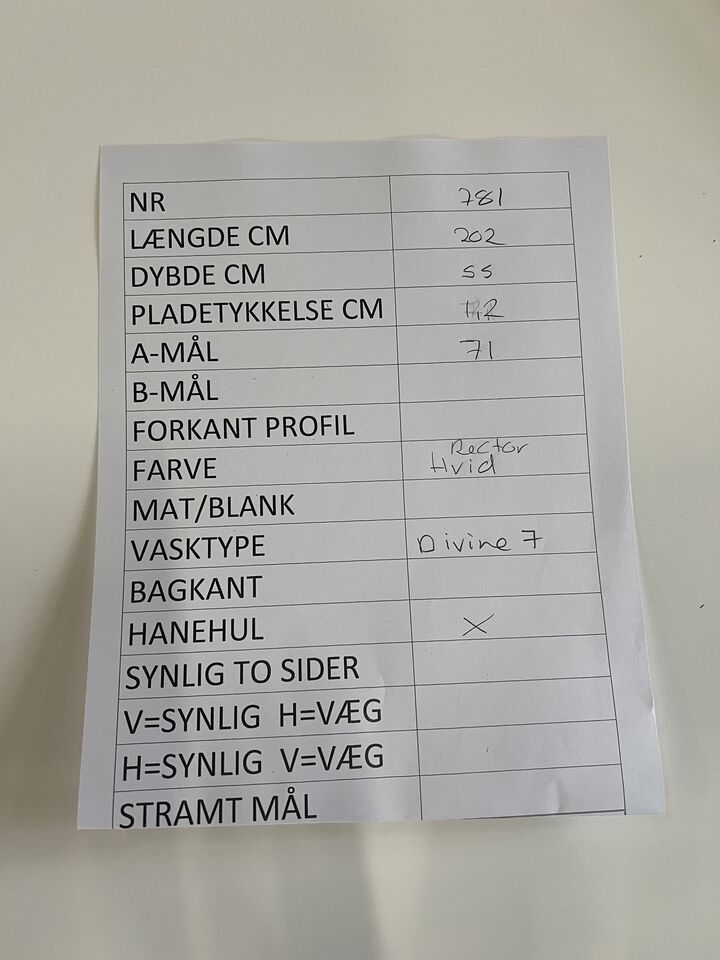 NR 781
LÆNGDE CM 202
DYBDE CM 55
PLADETYKKELSE CM
A-MÅL 71
B-MÅL
FORKANT PROFIL
Rector
FARVE Hvid
MAT/BLANK
VASKTYPE Divine 7
BAGKANT
HANEHUL X
SYNLIG TO SIDER
V=SYNLIG H=VÆG
H=SYNLIG V=VÆG
STRAMT MÅL